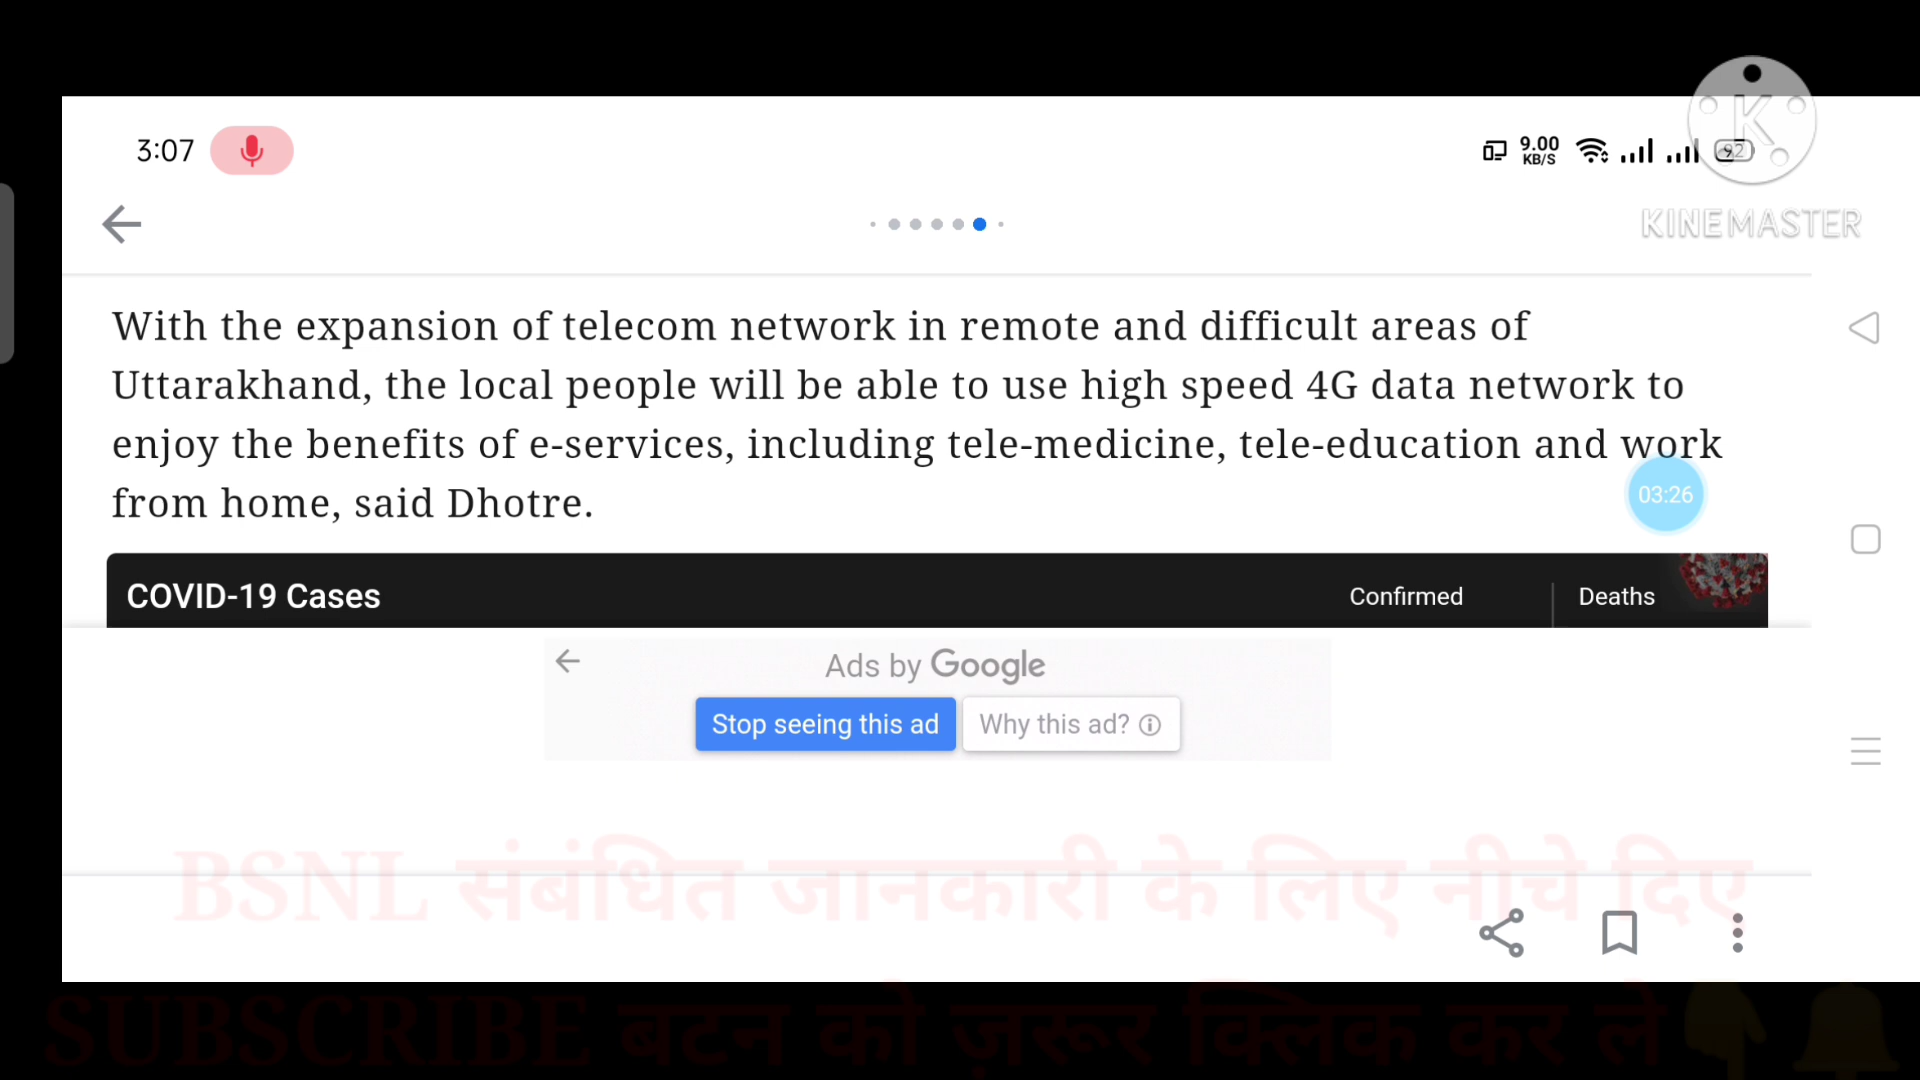 3:07
9.00
KB/S
92
K
KINEMASTER
With the expansion of telecom network in remote and difficult areas of
Uttarakhand, the local people will be able to use high speed 4G data network to
enjoy the benefits of e-services, including tele-medicine, tele-education and work
from home, said Dhotre.
03:26
COVID-19 Cases
Confirmed
Deaths
Ads by Google
Stop seeing this ad
Why this ad?
BSNL संबंधित जानकारी के लिए नीचे दिए
SUBSCRIBE बटन को ज़रूर क्लिक कर ले